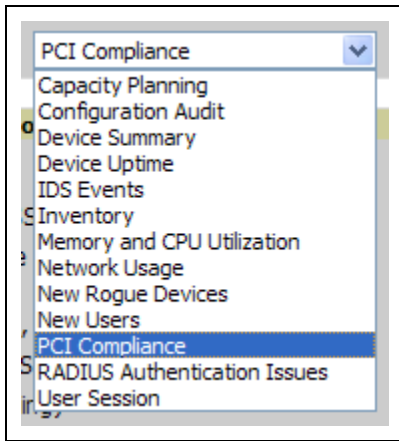 PCI Compliance
Capacity Planning
Configuration Audit
Device Summary
Device Uptime
IDS Events
Inventory
Memory and CPU Utilization
Network Usage
New Rogue Devices
New Users
PCI Compliance
RADIUS Authentication Issues
User Session